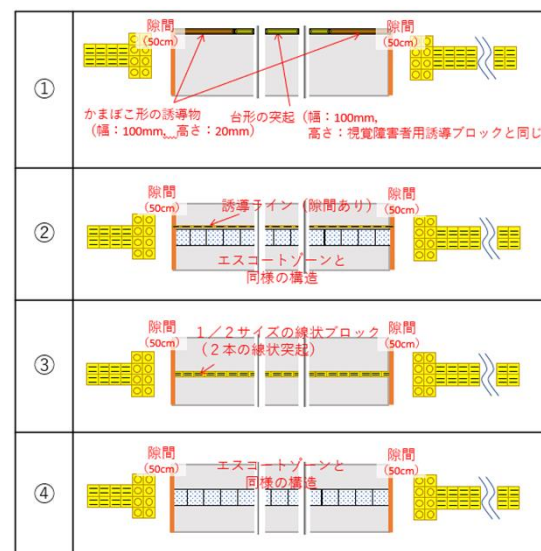 ①
隙間
(50cm)
隙間
(50cm)
かまぼこ形の誘導物
(幅:100mm, 高さ:20mm)
台形の突起(幅:100mm,
高さ:視覚障害者用誘導ブロックと同じ
②
隙間
(50cm)
隙間
(50cm)
誘導ライン(隙間あり)
エスコートゾーンと
同様の構造
③
隙間
(50cm)
隙間
(50cm)
1/2サイズの線状ブロック
(2本の線状突起)
④
隙間
(50cm)
隙間
(50cm)
エスコートゾーンと
同様の構造